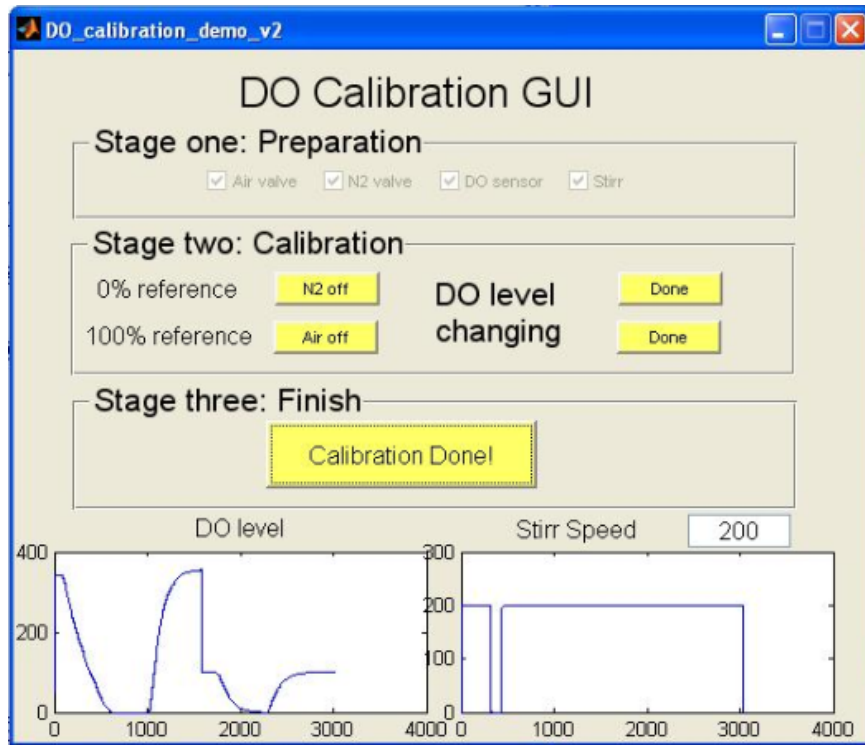 DO_calibration_demo_v2
DO Calibration GUI
Stage one: Preparation
Air valve N2 valve DO sensor Stirr
Stage two: Calibration
0% reference N2 off DO level Done
100% reference Air off changing Done
Stage three: Finish
Calibration Done!
DO level Stirr Speed 200
400 300
200 200
100
0 0
0 1000 2000 3000 4000 0 1000 2000 3000 4000